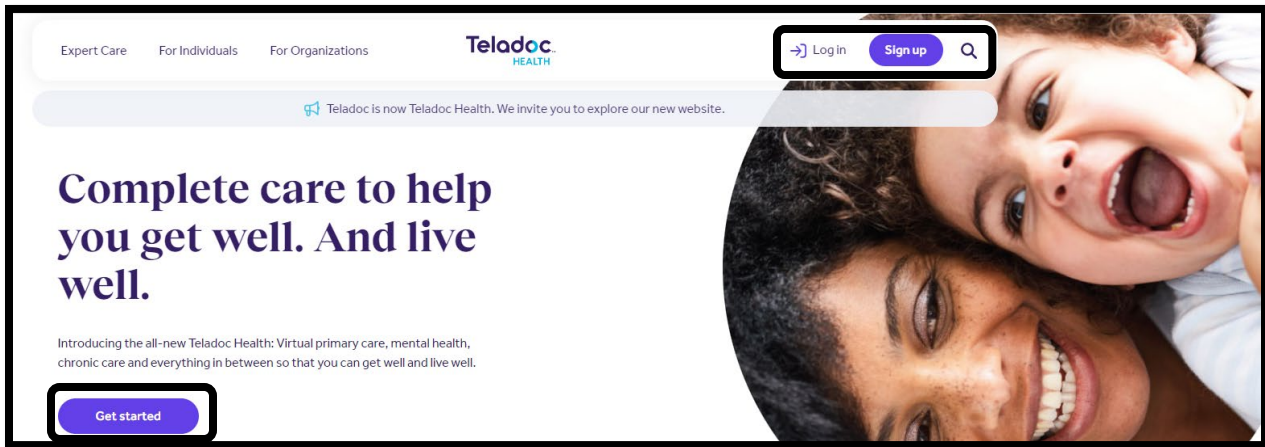 Expert Care For Individuals For Organizations
Teladoc
HEALTH
Log in Sign up
Teladoc is now Teladoc Health. We invite you to explore our new website.
Complete care to help
you get well. And live
well.
Introducing the all-new Teladoc Health: Virtual primary care, mental health,
chronic care and everything in between so that you can get well and live well.
Get started